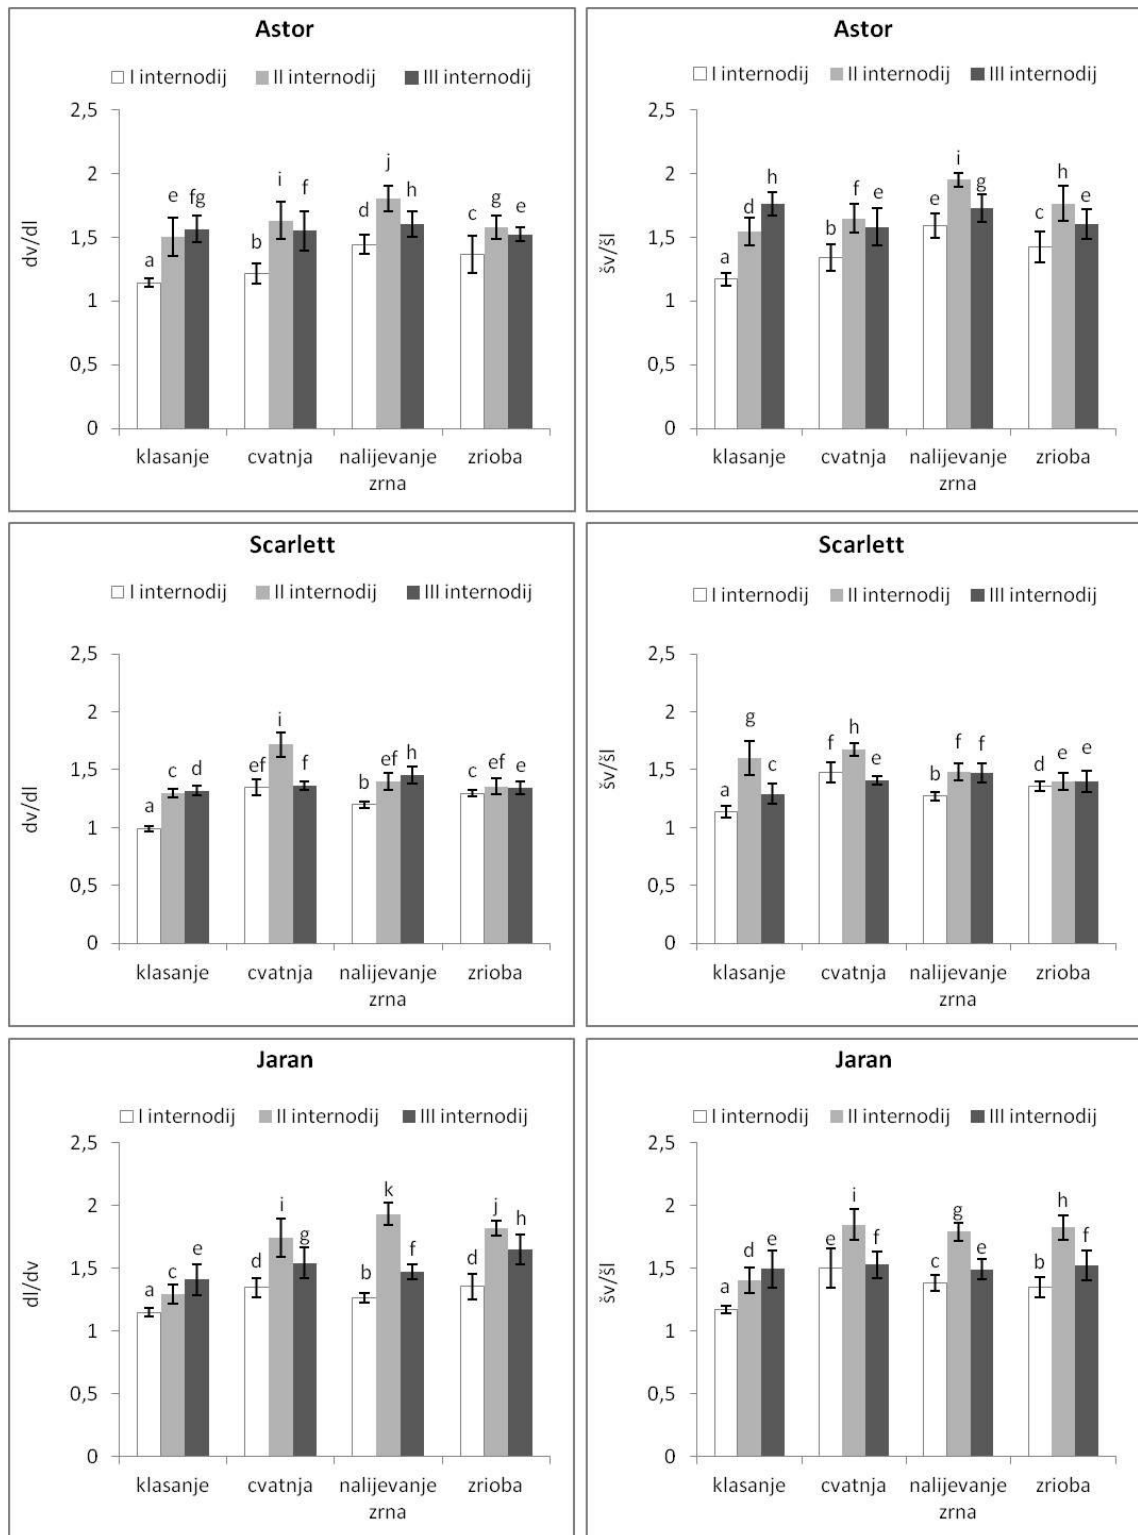 Astor
I internodij II internodij III internodij
2,5
2
1,5
1
0,5
0
dv/dl
a e fg b i f d j h c g e
klasanje cvatnja nalijevanje zrioba
zrna
Astor
I internodij II internodij III internodij
2,5
2
1,5
1
0,5
0
šv/šl
a d h b f e e i g c h e
klasanje cvatnja nalijevanje zrioba
zrna
Scarlett
I internodij II internodij III internodij
2,5
2
1,5
1
0,5
0
dv/dl
a c d ef i f b ef h c ef e
klasanje cvatnja nalijevanje zrioba
zrna
Scarlett
I internodij II internodij III internodij
2,5
2
1,5
1
0,5
0
šv/šl
a g c f h e b f f d e e
klasanje cvatnja nalijevanje zrioba
zrna
Jaran
I internodij II internodij III internodij
2,5
2
1,5
1
0,5
0
dl/dv
a c e d i g b k f d j h
klasanje cvatnja nalijevanje zrioba
zrna
Jaran
I internodij II internodij III internodij
2,5
2
1,5
1
0,5
0
šv/šl
a d e e i f c g e b h f
klasanje cvatnja nalijevanje zrioba
zrna